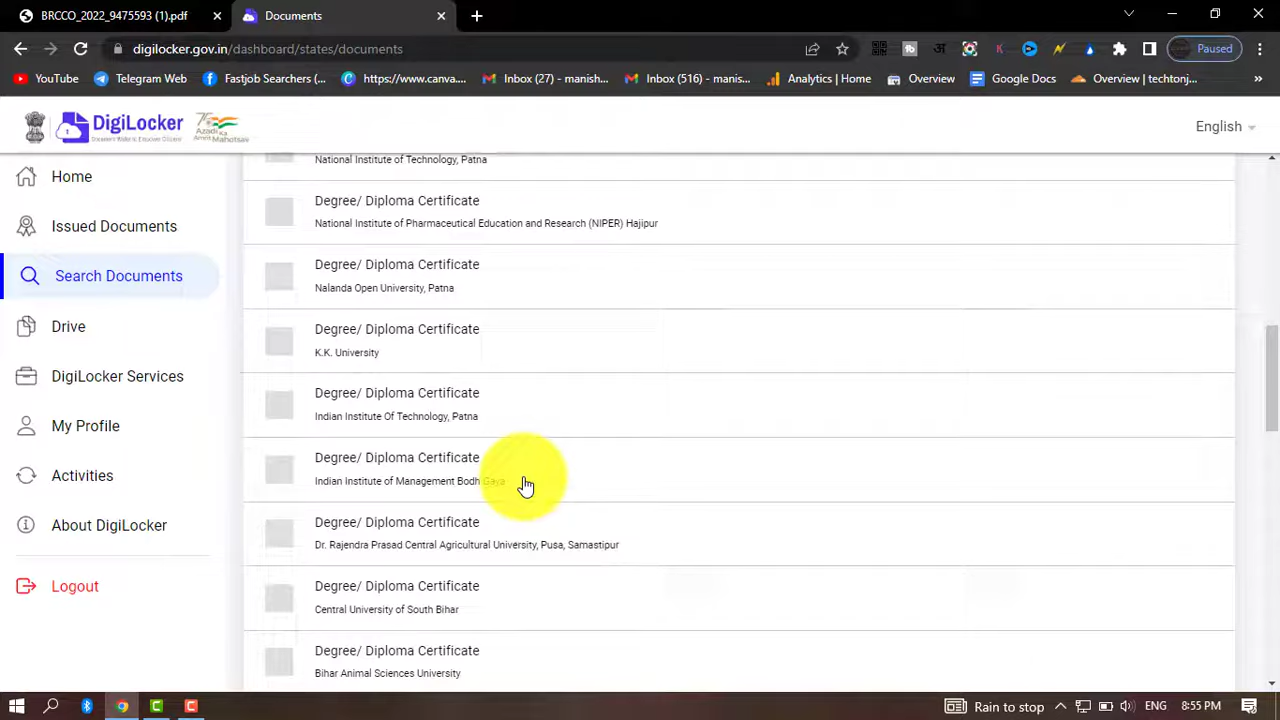 BRCCO_2022_9475593 (1).pdf
Documents
digilocker.gov.in/dashboard/states/documents
Paused
YouTube
Telegram Web
Fastjob Searchers (...
https://www.canva...
Inbox (27) - manish...
Inbox (516) - manis...
Analytics | Home
Overview
Google Docs
Overview | techtonj...
DigiLocker
English
Home
Issued Documents
Search Documents
Drive
DigiLocker Services
My Profile
Activities
About DigiLocker
Logout
National Institute of Technology, Patna
Degree/ Diploma Certificate
National Institute of Pharmaceutical Education and Research (NIPER) Hajipur
Degree/ Diploma Certificate
Nalanda Open University, Patna
Degree/ Diploma Certificate
K.K. University
Degree/ Diploma Certificate
Indian Institute Of Technology, Patna
Degree/ Diploma Certificate
Indian Institute of Management Bodh Gaya
Degree/ Diploma Certificate
Dr. Rajendra Prasad Central Agricultural University, Pusa, Samastipur
Degree/ Diploma Certificate
Central University of South Bihar
Degree/ Diploma Certificate
Bihar Animal Sciences University
Rain to stop
ENG
8:55 PM